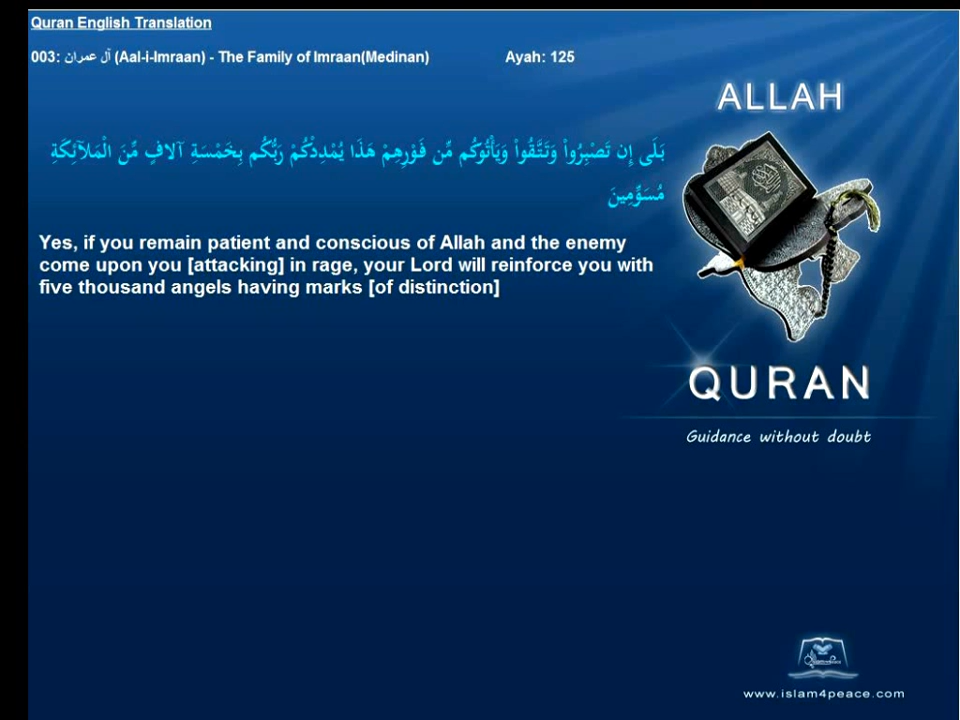 Quran English Translation
003: آل عمران (Aal-i-Imraan) - The Family of Imraan(Medinan) Ayah: 125
ALLAH
بَلَى إِن تَصْبِرُواْ وَتَتَّقُواْ وَيَأْتُوكُم مِّن فَوْرِهِمْ هَذَا يُمْدِدْكُمْ رَبُّكُم بِخَمْسَةِ آلافٍ مِّنَ الْمَلآئِكَةِ
مُسَوِّمِينَ
Yes, if you remain patient and conscious of Allah and the enemy
come upon you [attacking] in rage, your Lord will reinforce you with
five thousand angels having marks [of distinction]
QURAN
Guidance without doubt
www.islam4peace.com